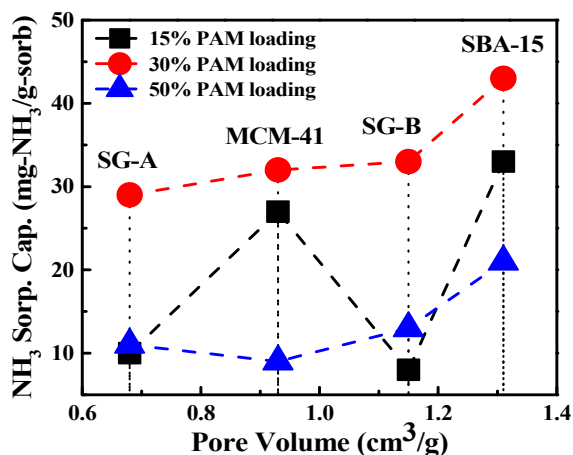 50
40
30
20
10
NH₃ Sorp. Cap. (mg-NH₃/g-sorb)
15% PAM loading
30% PAM loading
50% PAM loading
SBA-15
SG-B
MCM-41
SG-A
0.6 0.8 1.0 1.2 1.4
Pore Volume (cm³/g)